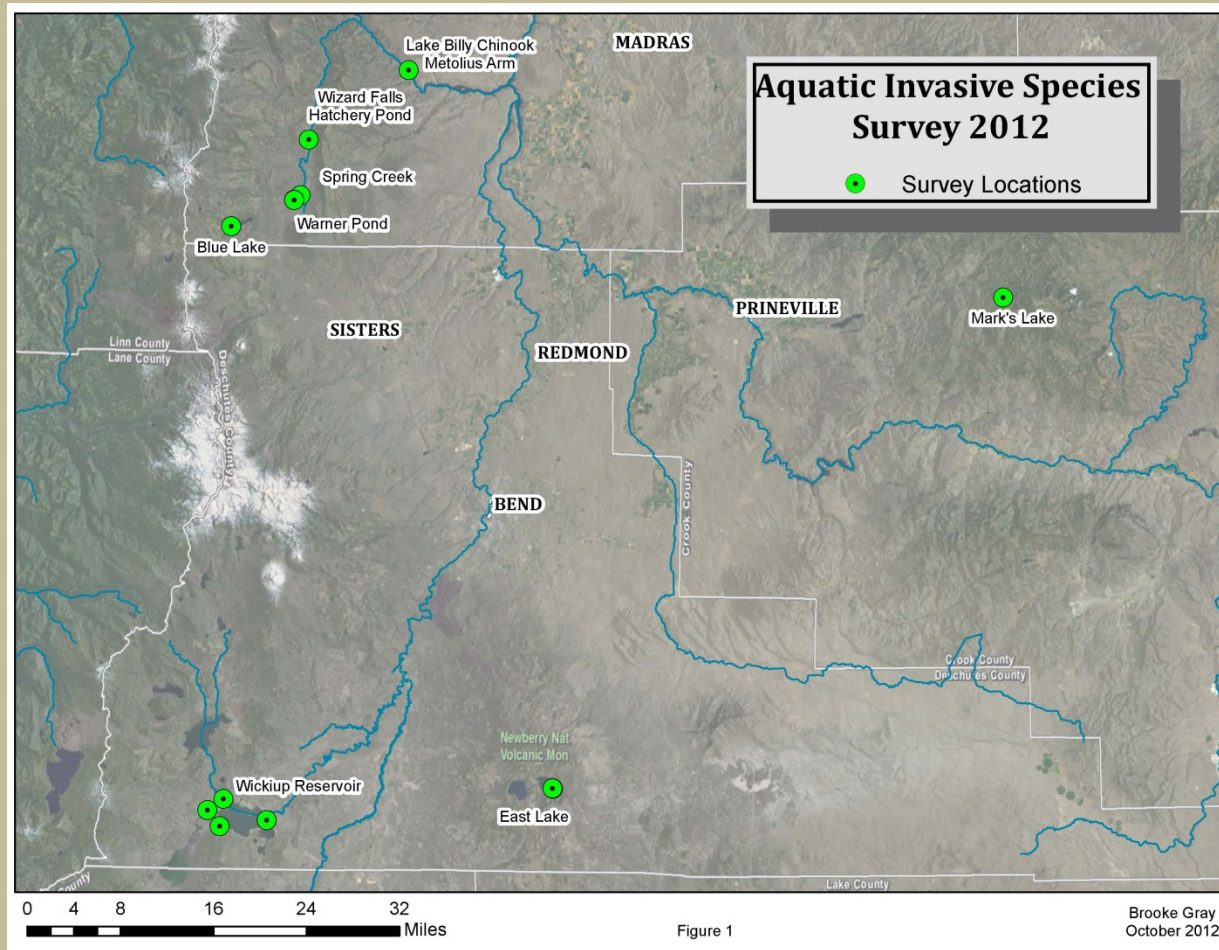 Lake Billy Chinook
Metolius Arm
MADRAS
Aquatic Invasive Species
Survey 2012
Survey Locations
Wizard Falls
Hatchery Pond
Spring Creek
Warner Pond
Blue Lake
Mark's Lake
PRINEVILLE
SISTERS
REDMOND
Linn County
Lane County
Deschutes County
BEND
Crook County
Crook County
Deschutes County
Newberry Nat
Volcanic Mon
Wickiup Reservoir
East Lake
County
Lake County
0 4 8 16 24 32
Miles
Figure 1
Brooke Gray
October 2012